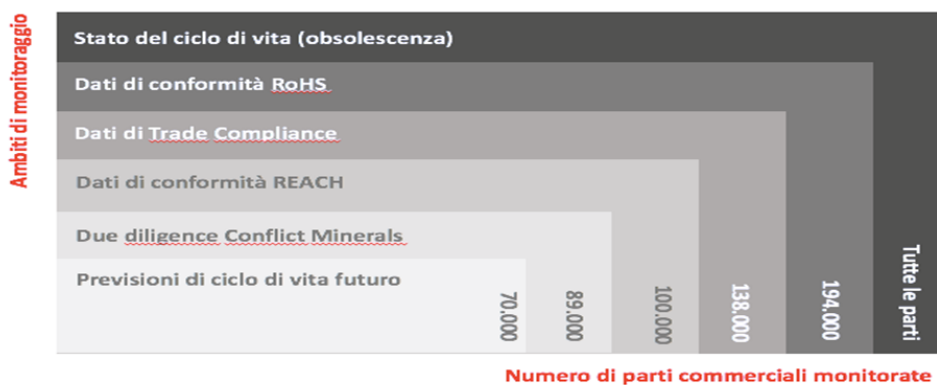 Ambiti di monitoraggio
Stato del ciclo di vita (obsolescenza)
Dati di conformità RoHS
Dati di Trade Compliance
Dati di conformità REACH
Due diligence Conflict Minerals
Previsioni di ciclo di vita futuro
70.000
89.000
100.000
138.000
194.000
Tutte le parti
Numero di parti commerciali monitorate